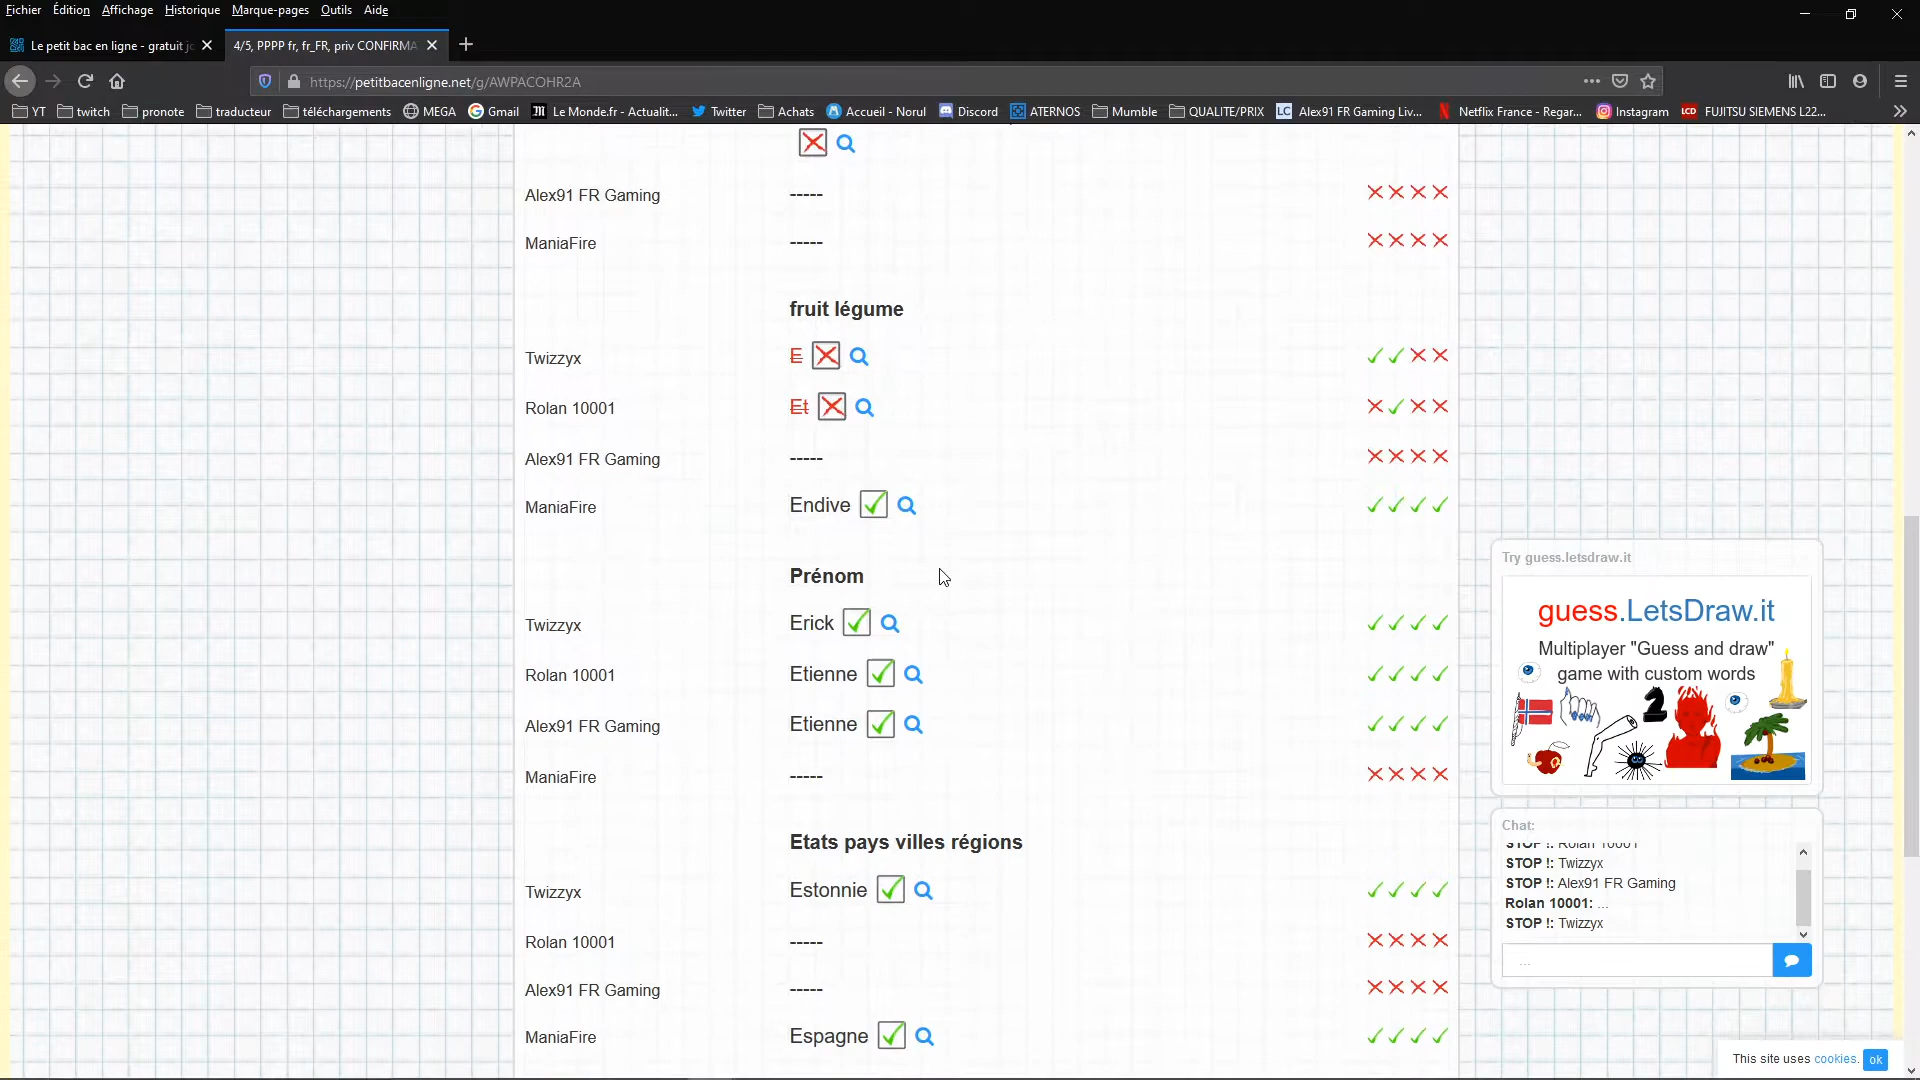 Fichier Édition Affichage Historique Marque-pages Outils Aide
Le petit bac en ligne - gratuit jo
4/5, PPPP fr, fr_FR, priv CONFIRMA
https://petitbacenligne.net/g/AWPACOHR2A
YT twitch pronote traducteur téléchargements MEGA Gmail Le Monde.fr - Actualit... Twitter Achats Accueil - Norul Discord ATERNOS Mumble QUALITE/PRIX Alex91 FR Gaming Liv... Netflix France - Regar... Instagram FUJITSU SIEMENS L22...
Alex91 FR Gaming -----
ManiaFire -----
fruit légume
Twizzyx E
Rolan 10001 Et
Alex91 FR Gaming -----
ManiaFire Endive
Prénom
Twizzyx Erick
Rolan 10001 Etienne
Alex91 FR Gaming Etienne
ManiaFire -----
Etats pays villes régions
Twizzyx Estonnie
Rolan 10001 -----
Alex91 FR Gaming -----
ManiaFire Espagne
Try guess.letsdraw.it
guess.LetsDraw.it
Multiplayer "Guess and draw"
game with custom words
Chat:
STOP !: Rolan 10001
STOP !: Twizzyx
STOP !: Alex91 FR Gaming
Rolan 10001: ...
STOP !: Twizzyx
...
This site uses cookies. ok